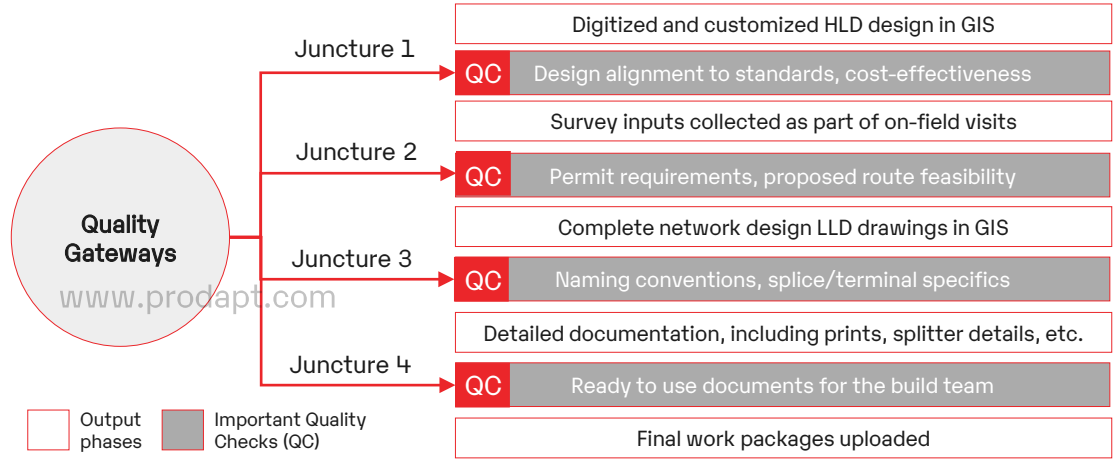 Digitized and customized HLD design in GIS
Juncture 1
QC
Design alignment to standards, cost-effectiveness
Survey inputs collected as part of on-field visits
Juncture 2
QC
Permit requirements, proposed route feasibility
Quality
Gateways
Complete network design LLD drawings in GIS
Juncture 3
QC
Naming conventions, splice/terminal specifics
www.prodapt.com
Detailed documentation, including prints, splitter details, etc.
Juncture 4
QC
Ready to use documents for the build team
Final work packages uploaded
Output
phases
Important Quality
Checks (QC)